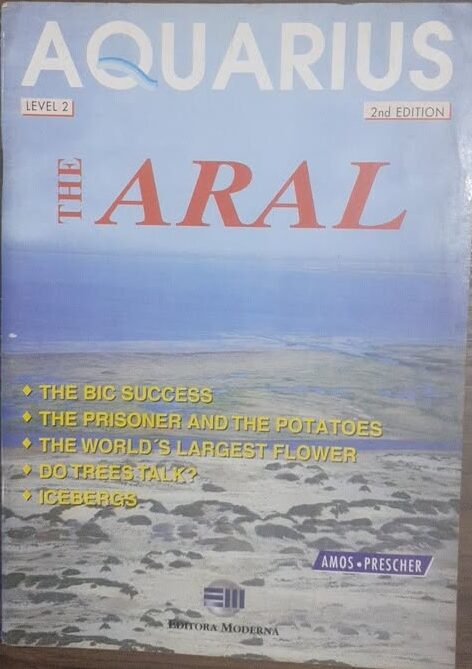 AQUARIUS
LEVEL 2
2nd EDITION
THE ARAL
♦ THE BIC SUCCESS
♦ THE PRISONER AND THE POTATOES
♦ THE WORLD´S LARGEST FLOWER
♦ DO TREES TALK?
♦ ICEBERGS
AMOS • PRESCHER
EM
EDITORA MODERNA